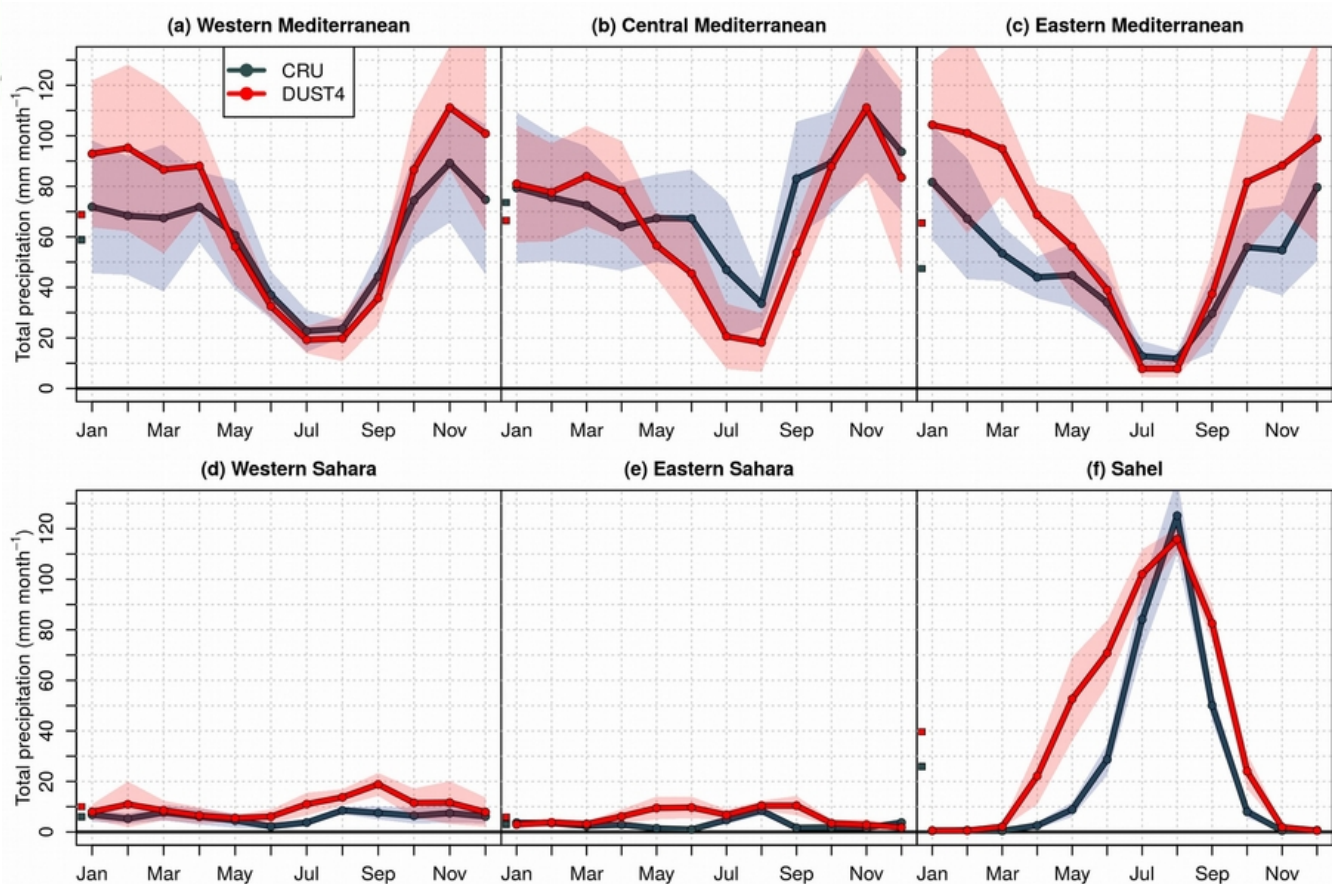 (a) Western Mediterranean
(b) Central Mediterranean
(c) Eastern Mediterranean
CRU
DUST4
Total precipitation (mm month⁻¹)
0 20 40 60 80 100 120
Jan Mar May Jul Sep Nov
Jan Mar May Jul Sep Nov
Jan Mar May Jul Sep Nov
(d) Western Sahara
(e) Eastern Sahara
(f) Sahel
Total precipitation (mm month⁻¹)
0 20 40 60 80 100 120
Jan Mar May Jul Sep Nov
Jan Mar May Jul Sep Nov
Jan Mar May Jul Sep Nov